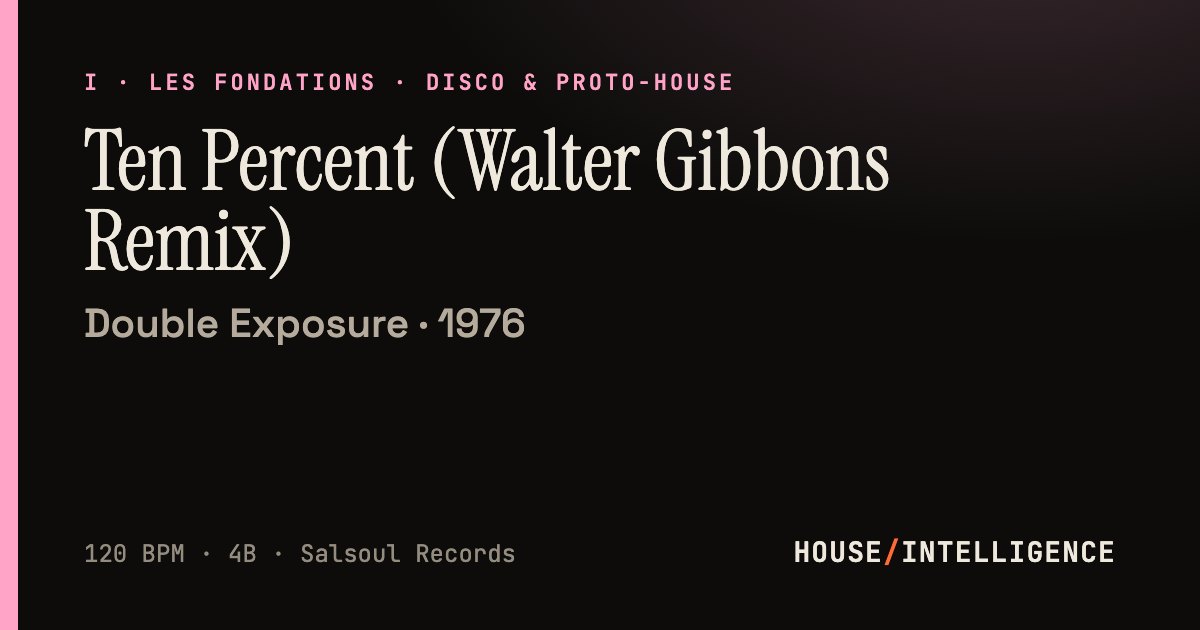 I · LES FONDATIONS · DISCO & PROTO-HOUSE
Ten Percent (Walter Gibbons
Remix)
Double Exposure · 1976
120 BPM · 4B · Salsoul Records
HOUSE/INTELLIGENCE